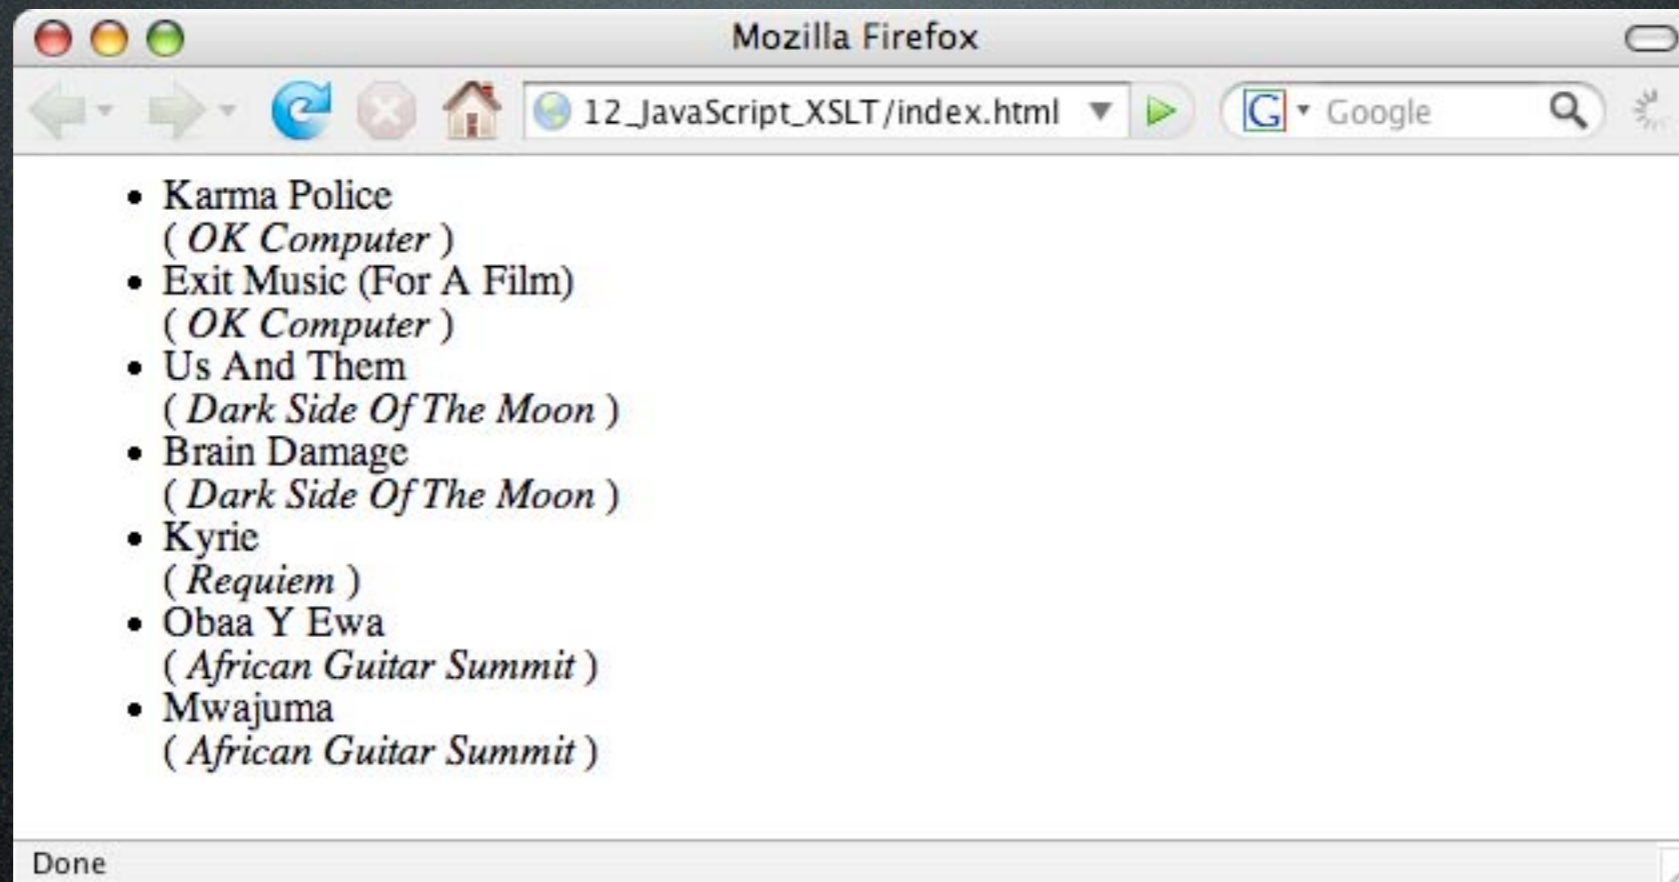 Mozilla Firefox
12_JavaScript_XSLT/index.html
G Google
• Karma Police
( OK Computer )
• Exit Music (For A Film)
( OK Computer )
• Us And Them
( Dark Side Of The Moon )
• Brain Damage
( Dark Side Of The Moon )
• Kyrie
( Requiem )
• Obaa Y Ewa
( African Guitar Summit )
• Mwajuma
( African Guitar Summit )
Done